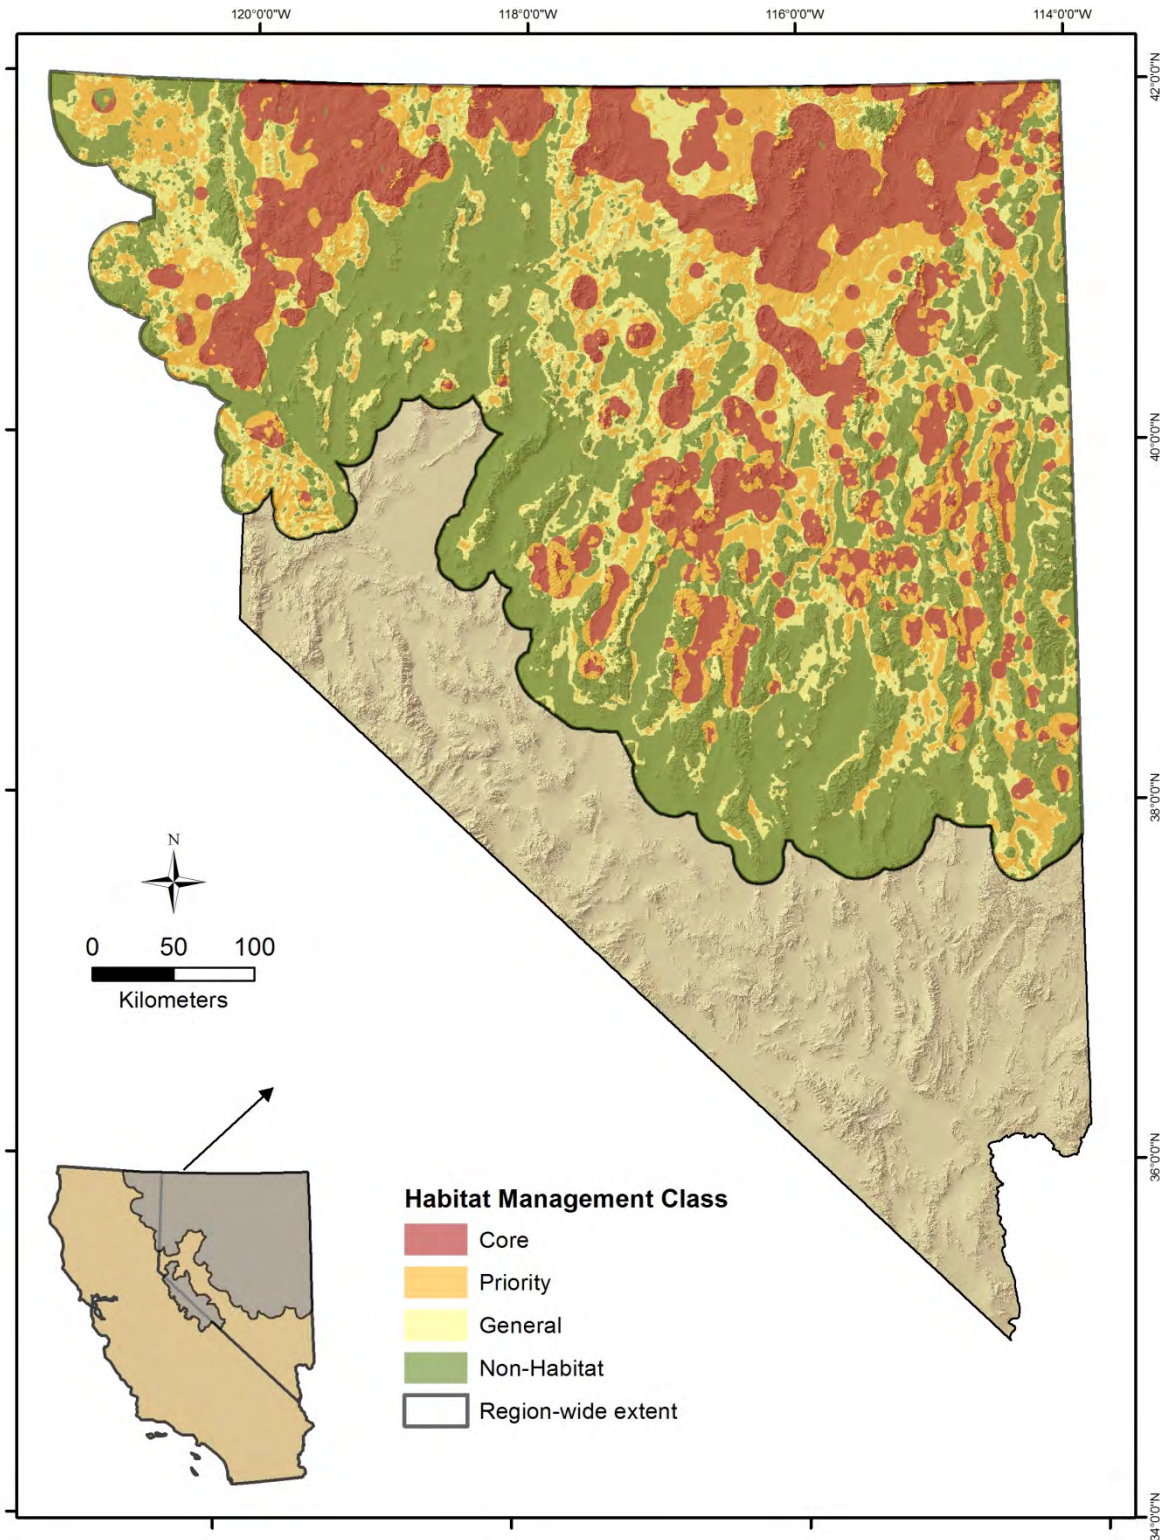 120°0'0"W
118°0'0"W
116°0'0"W
114°0'0"W
42°0'0"N
40°0'0"N
38°0'0"N
N
0 50 100
Kilometers
36°0'0"N
Habitat Management Class
Core
Priority
General
Non-Habitat
Region-wide extent
34°0'0"N